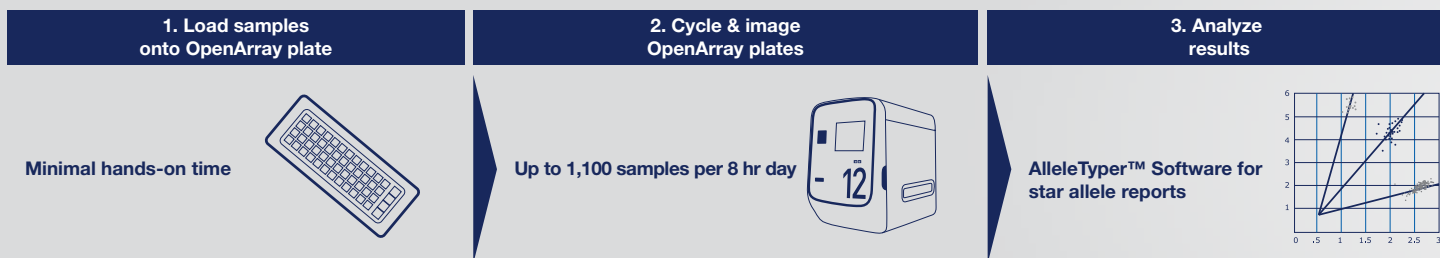 1. Load samples
onto OpenArray plate
2. Cycle & image
OpenArray plates
3. Analyze
results
Minimal hands-on time
Up to 1,100 samples per 8 hr day
12
AlleleTyper™ Software for
star allele reports
6
5
4
3
2
1
0 .5 1 1.5 2 2.5 3